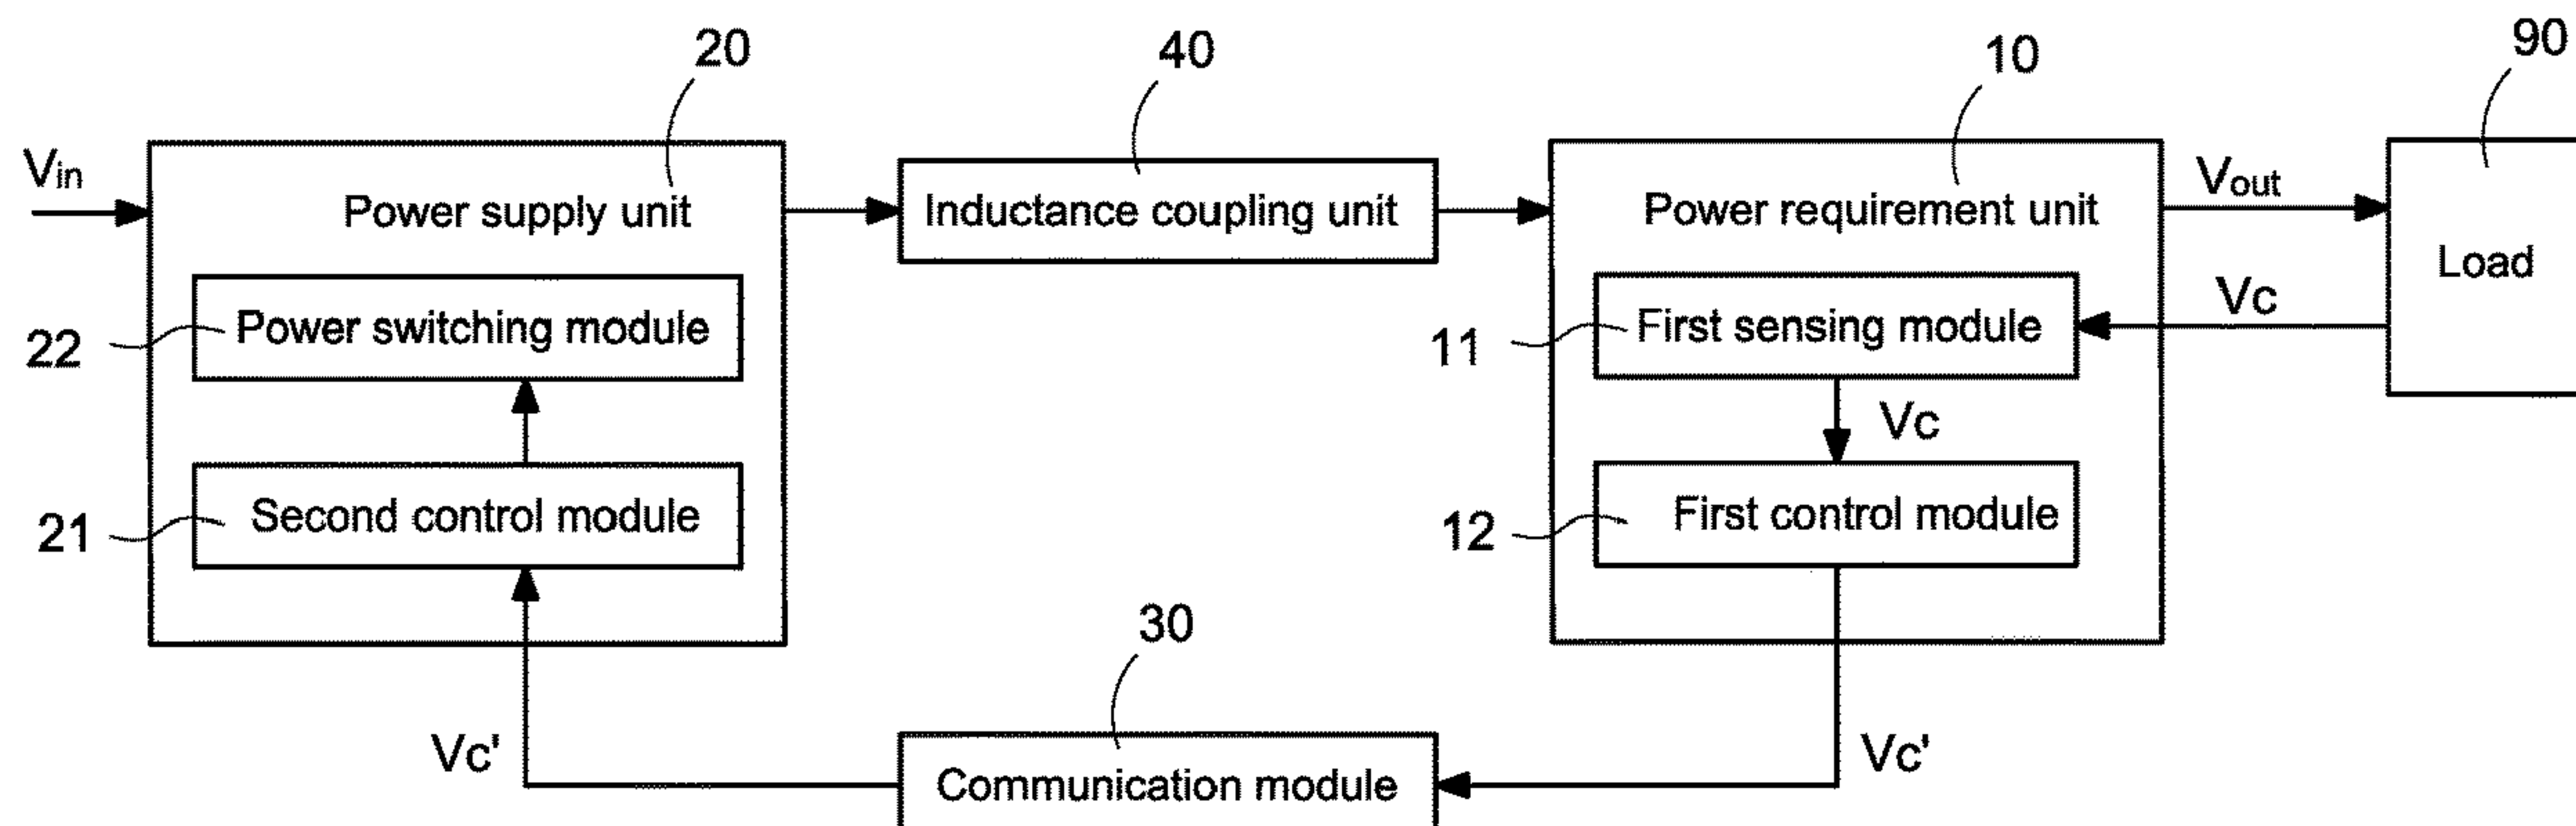 20
40
10
90
Vin
Power supply unit
Inductance coupling unit
Power requirement unit
Vout
Load
22
Power switching module
11
First sensing module
Vc
Vc
21
Second control module
12
First control module
30
Vc'
Communication module
Vc'